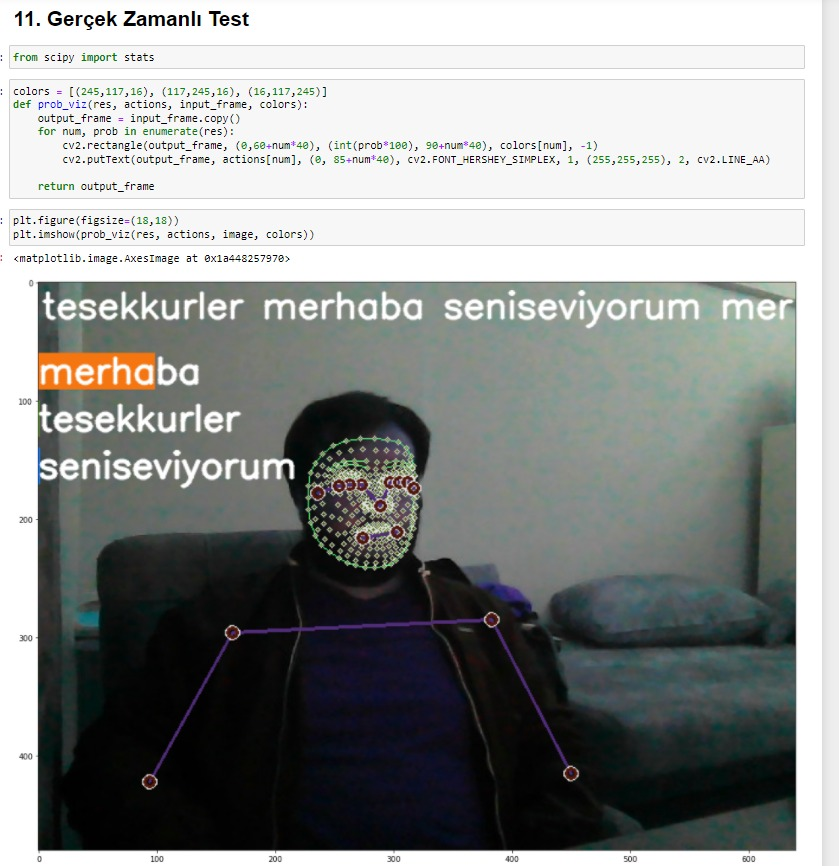 11. Gerçek Zamanlı Test
: from scipy import stats
: colors = [(245,117,16), (117,245,16), (16,117,245)]
def prob_viz(res, actions, input_frame, colors):
    output_frame = input_frame.copy()
    for num, prob in enumerate(res):
        cv2.rectangle(output_frame, (0,60+num*40), (int(prob*100), 90+num*40), colors[num], -1)
        cv2.putText(output_frame, actions[num], (0, 85+num*40), cv2.FONT_HERSHEY_SIMPLEX, 1, (255,255,255), 2, cv2.LINE_AA)
    return output_frame
: plt.figure(figsize=(18,18))
plt.imshow(prob_viz(res, actions, image, colors))
: <matplotlib.image.AxesImage at 0x1a448257970>
0
tesekkurler merhaba seniseviyorum mer
merhaba
100
tesekkurler
seniseviyorum
200
300
400
0 100 200 300 400 500 600